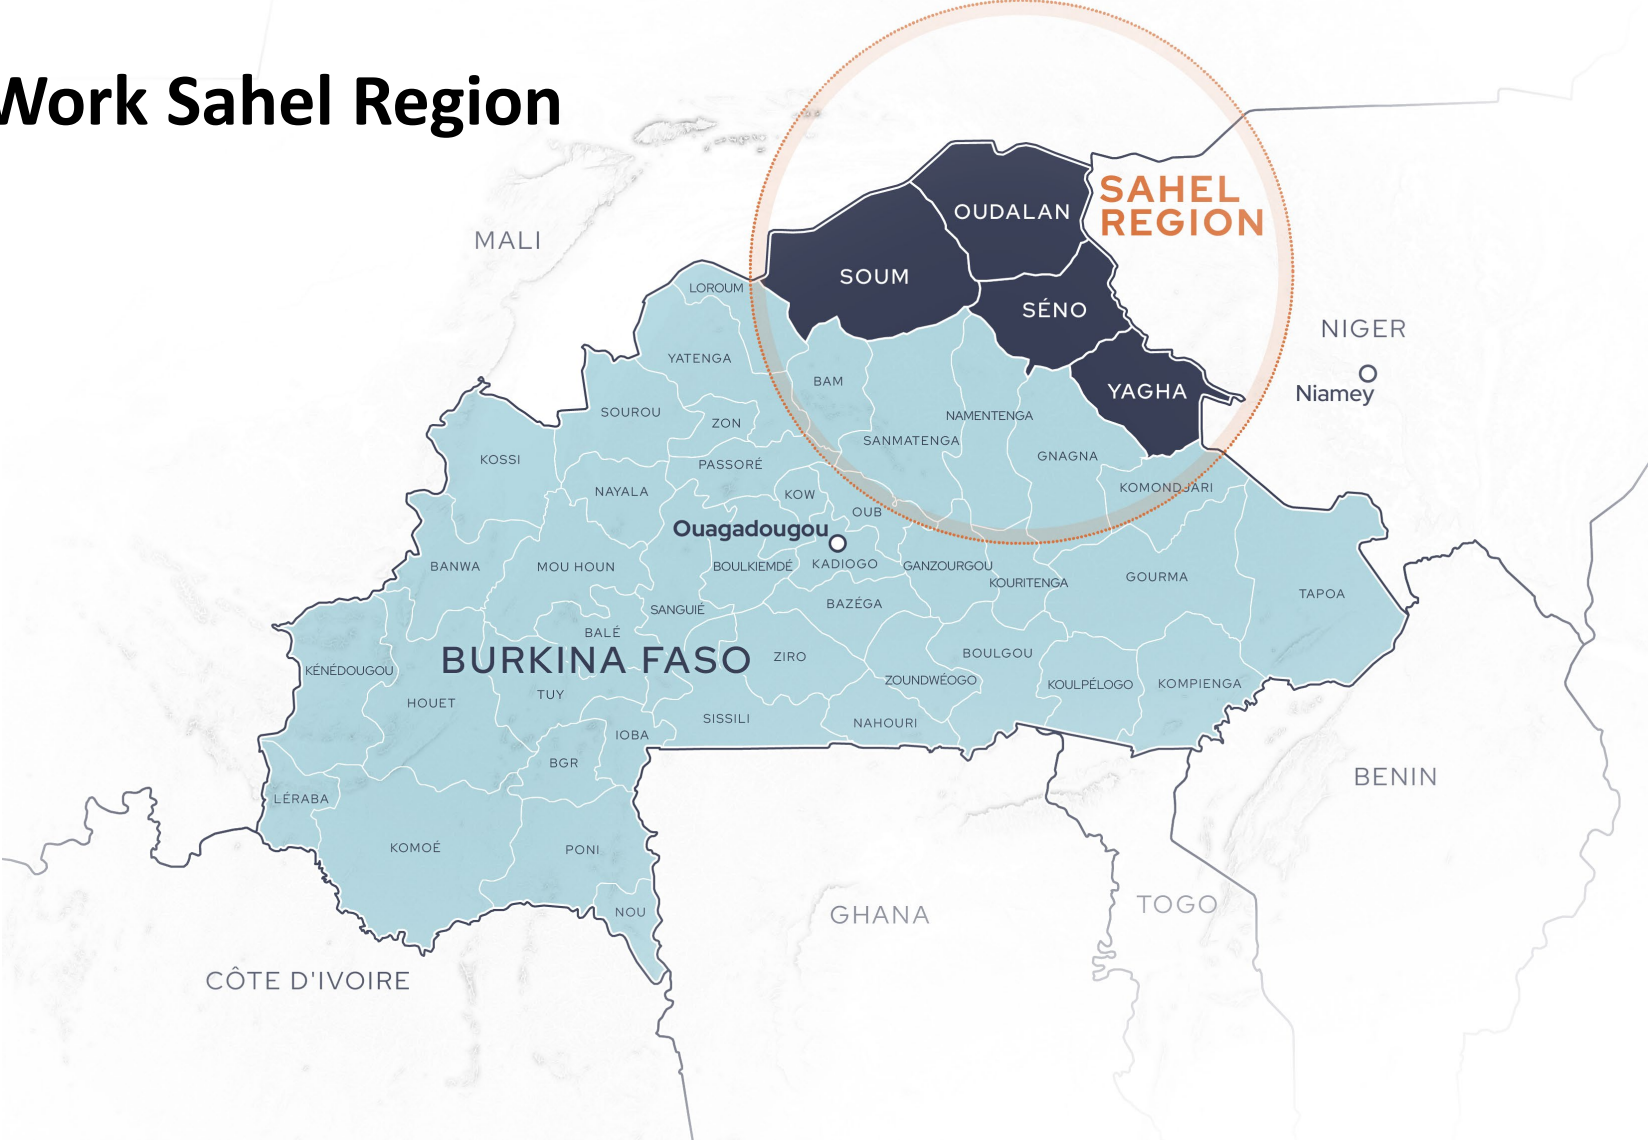 Work Sahel Region
SAHEL
REGION
OUDALAN
MALI
SOUM
LOROUM
SÉNO
NIGER
YATENGA
Niamey
BAM
YAGHA
SOUROU
NAMENTENGA
ZON
SANMATENGA
KOSSI
PASSORÉ
GNAGNA
NAYALA
KOW
KOMONDJARI
OUB
Ouagadougou
BANWA
MOU HOUN
BOULKIEMDÉ
KADIOGO
GANZOURGOU
KOURITENGA
GOURMA
TAPOA
SANGUIÉ
BAZÉGA
BALÉ
BURKINA FASO
ZIRO
BOULGOU
KÉNÉDOUGOU
ZOUNDWÉOGO
KOULPÉLOGO
KOMPIENGA
TUY
HOUET
SISSILI
NAHOURI
IOBA
BGR
BENIN
LÉRABA
KOMOÉ
PONI
NOU
GHANA
TOGO
CÔTE D'IVOIRE